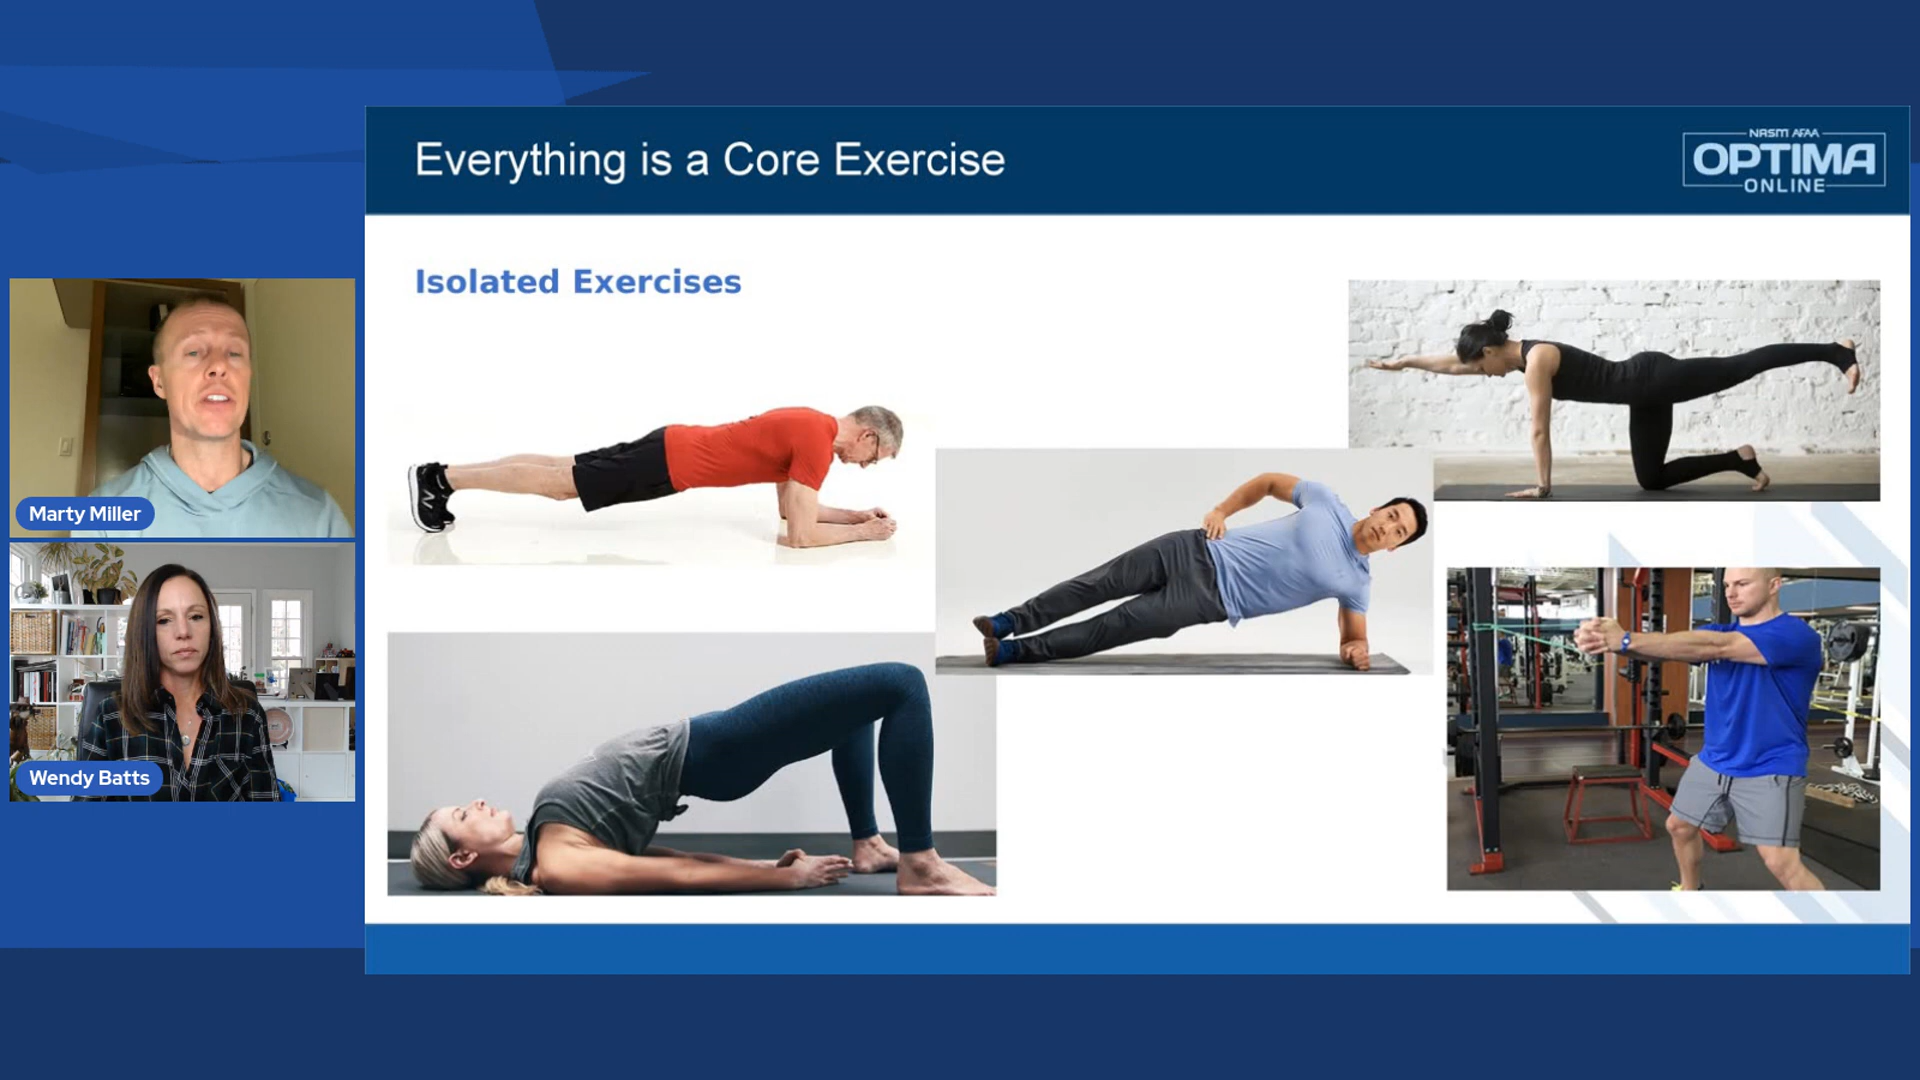 Everything is a Core Exercise
NASM AFAA
OPTIMA
ONLINE
Isolated Exercises
Marty Miller
Wendy Batts